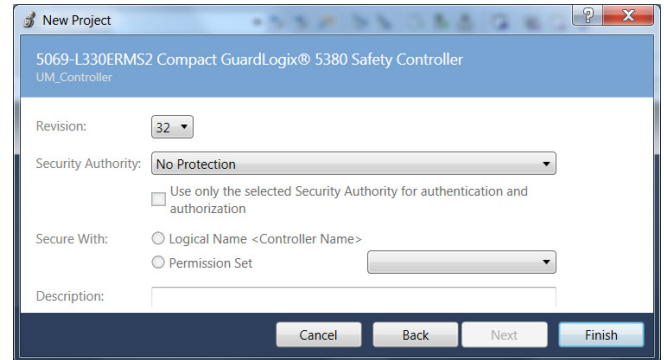 New Project
5069-L330ERMS2 Compact GuardLogix® 5380 Safety Controller
UM_Controller
Revision:
32
Security Authority:
No Protection
Use only the selected Security Authority for authentication and
authorization
Secure With:
Logical Name <Controller Name>
Permission Set
Description:
Cancel
Back
Next
Finish